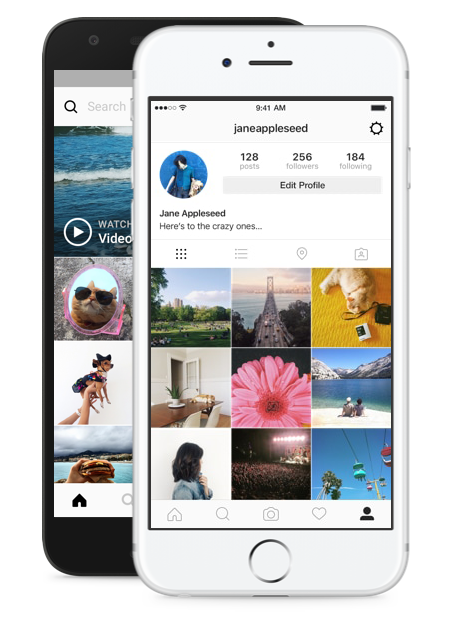 Search
WATCH
Video
9:41 AM
janeappleseed
128
posts
256
followers
184
following
Edit Profile
Jane Appleseed
Here's to the crazy ones...